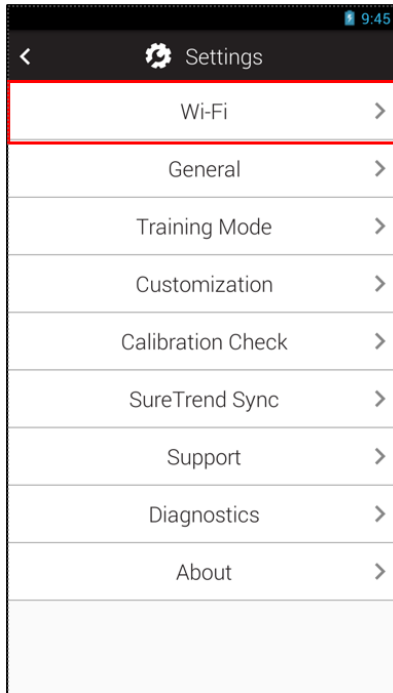 9:45
Settings
Wi-Fi
General
Training Mode
Customization
Calibration Check
SureTrend Sync
Support
Diagnostics
About